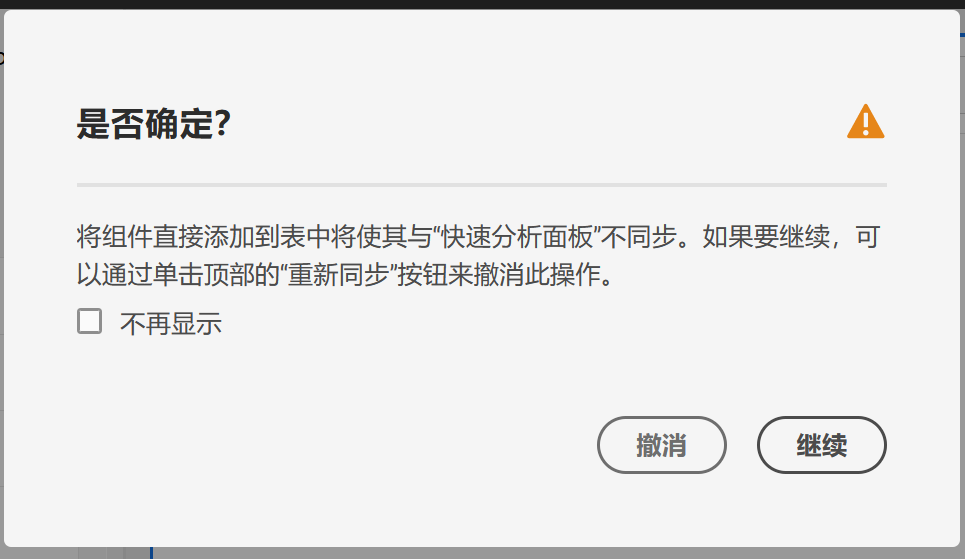 是否确定？
将组件直接添加到表中将使其与“快速分析面板”不同步。如果要继续，可
以通过单击顶部的“重新同步”按钮来撤消此操作。
不再显示
撤消
继续